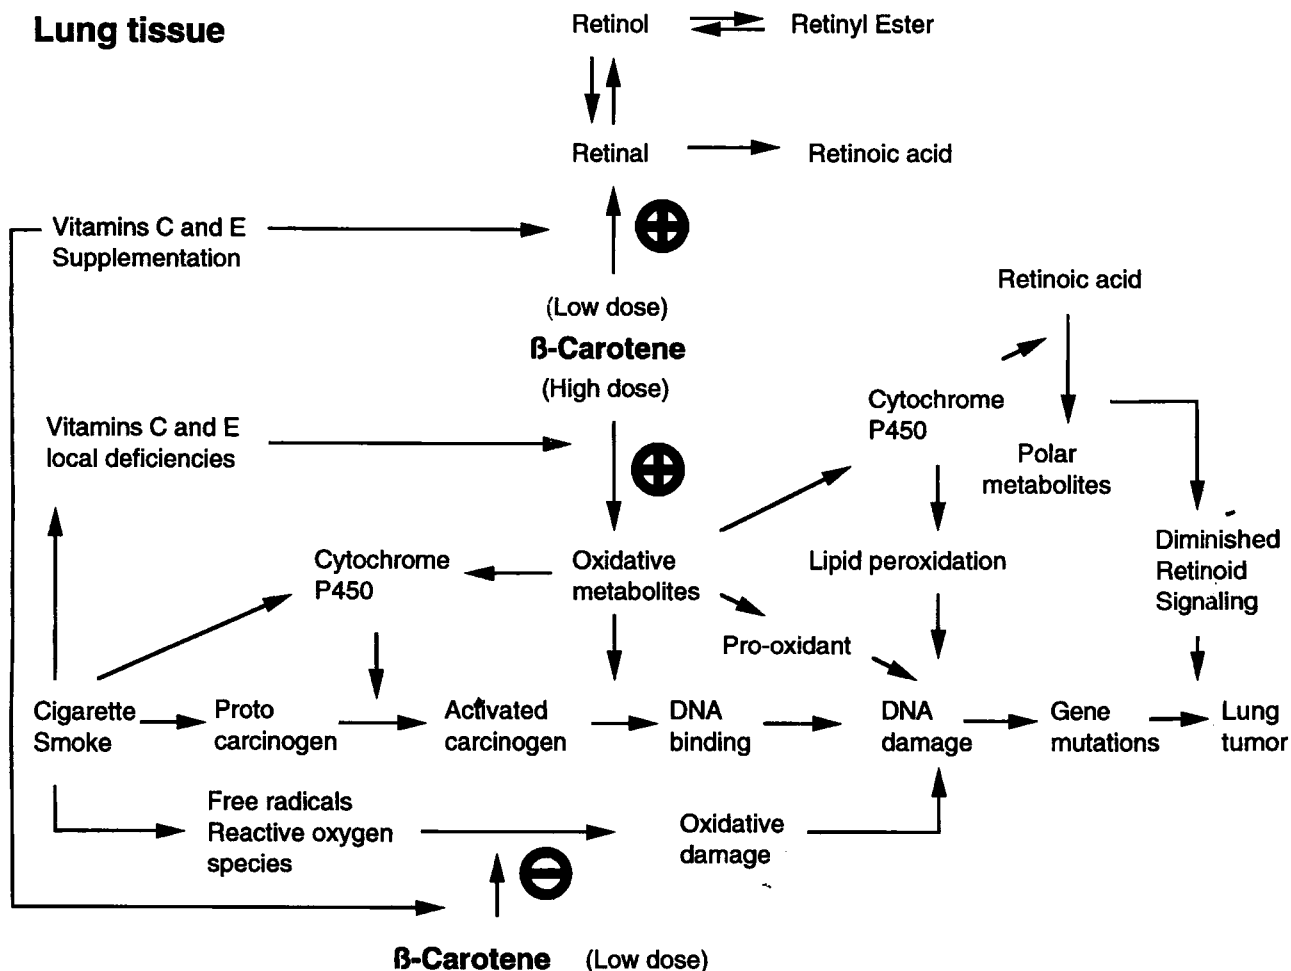 Lung tissue
Retinol
Retinyl Ester
Retinal
Retinoic acid
Vitamins C and E
Supplementation
(Low dose)
ß-Carotene
(High dose)
Retinoic acid
Cytochrome
P450
Vitamins C and E
local deficiencies
Polar
metabolites
Cytochrome
P450
Oxidative
metabolites
Lipid peroxidation
Diminished
Retinoid
Signaling
Pro-oxidant
Cigarette
Smoke
Proto
carcinogen
Activated
carcinogen
DNA
binding
DNA
damage
Gene
mutations
Lung
tumor
Free radicals
Reactive oxygen
species
Oxidative
damage
ß-Carotene (Low dose)